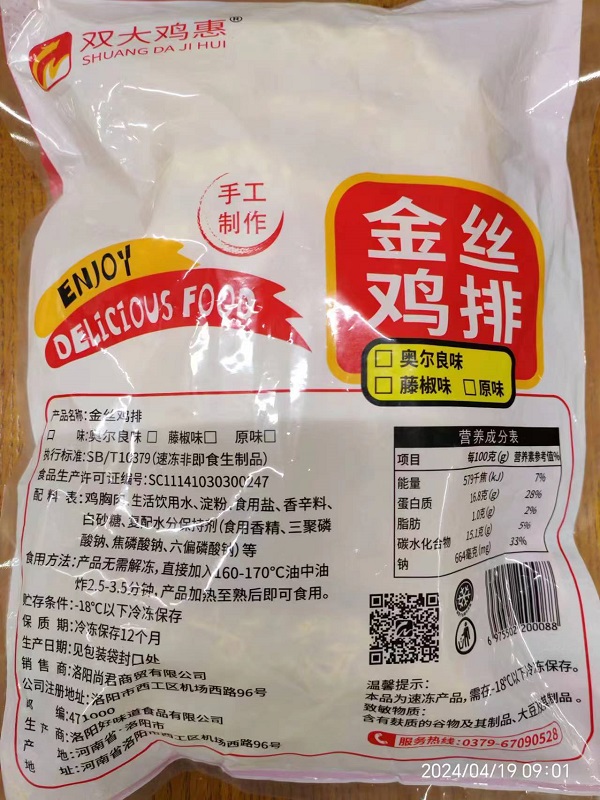 双大鸡惠®
SHUANG DA JI HUI
手工
制作
金丝
鸡排
ENJOY
DELICIOUS FOOD
□ 奥尔良味
□ 藤椒味 □ 原味
产品名称:金丝鸡排
口 味:奥尔良味 □ 藤椒味□ 原味□
执行标准:SB/T10379(速冻非即食生制品)
食品生产许可证编号:SC11141030300247
配 料 表:鸡胸肉、生活饮用水、淀粉、食用盐、香辛料、
白砂糖、复配水分保持剂(食用香精、三聚磷
酸钠、焦磷酸钠、六偏磷酸钠)等
食用方法:产品无需解冻,直接加入160-170℃油中油
炸2.5-3.5分钟,产品加热至熟后即可食用。
贮存条件:-18℃以下冷冻保存
保 质 期:冷冻保存12个月
生产日期:见包装袋封口处
销 售 商:洛阳尚君商贸有限公司
公司注册地址:洛阳市西工区机场西路96号
编:471000
生 产 商:洛阳好味道食品有限公司
产 地:河南省·洛阳市
地 址:河南省洛阳市西工区机场西路96号
营养成分表
项目 每100克(g) 营养素参考值%
能量 579千焦(kJ) 7%
蛋白质 16.8克(g) 28%
脂肪 1.0克(g) 2%
碳水化合物 15.1克(g) 5%
钠 664毫克(mg) 33%
6 975502 200088
温馨提示:
本品为速冻产品,需在-18℃以下冷冻保存。
致敏物质:
含有麸质的谷物及其制品、大豆及其制品。
服务热线:0379-67090528
2024/04/19 09:01